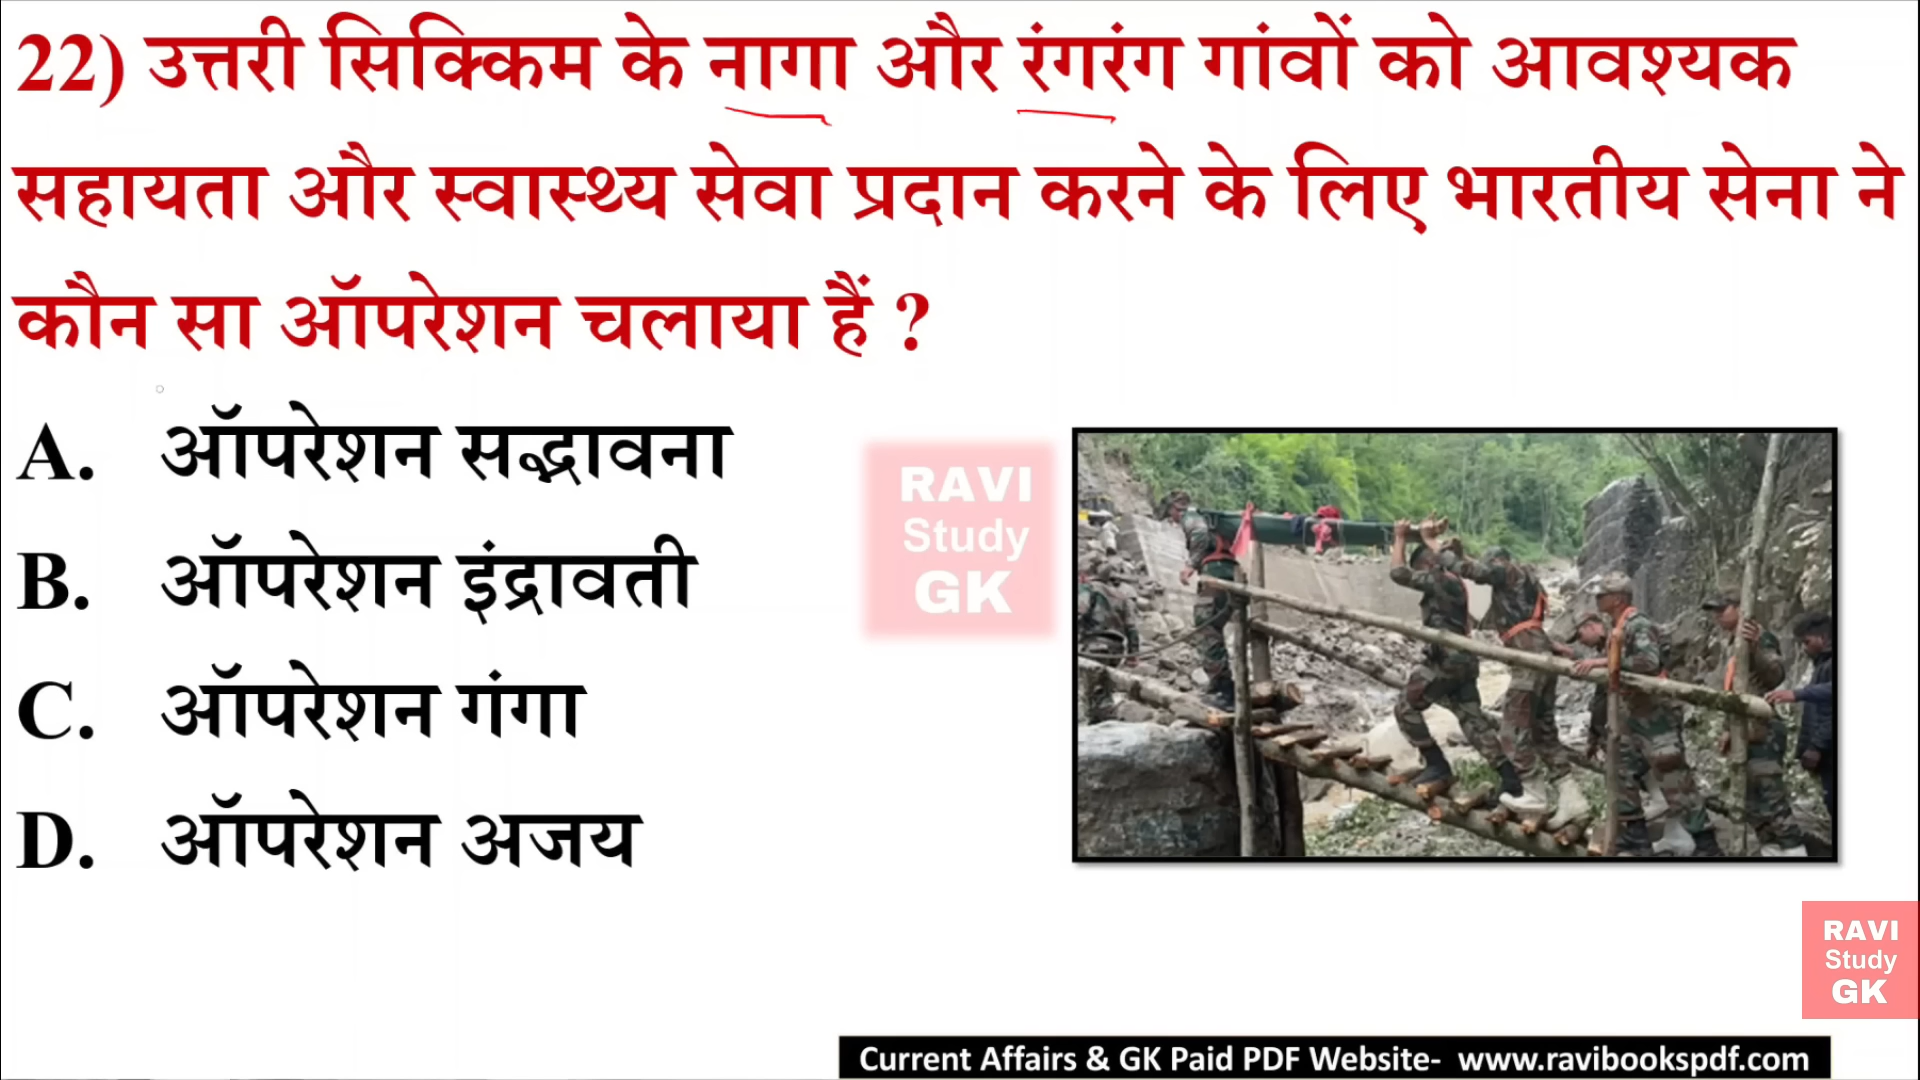 22) उत्तरी सिक्किम के नागा और रंगरंग गांवों को आवश्यक
सहायता और स्वास्थ्य सेवा प्रदान करने के लिए भारतीय सेना ने
कौन सा ऑपरेशन चलाया हैं ?
A. ऑपरेशन सद्भावना
B. ऑपरेशन इंद्रावती
C. ऑपरेशन गंगा
D. ऑपरेशन अजय
RAVI
Study
GK
RAVI
Study
GK
Current Affairs & GK Paid PDF Website- www.ravibookspdf.com